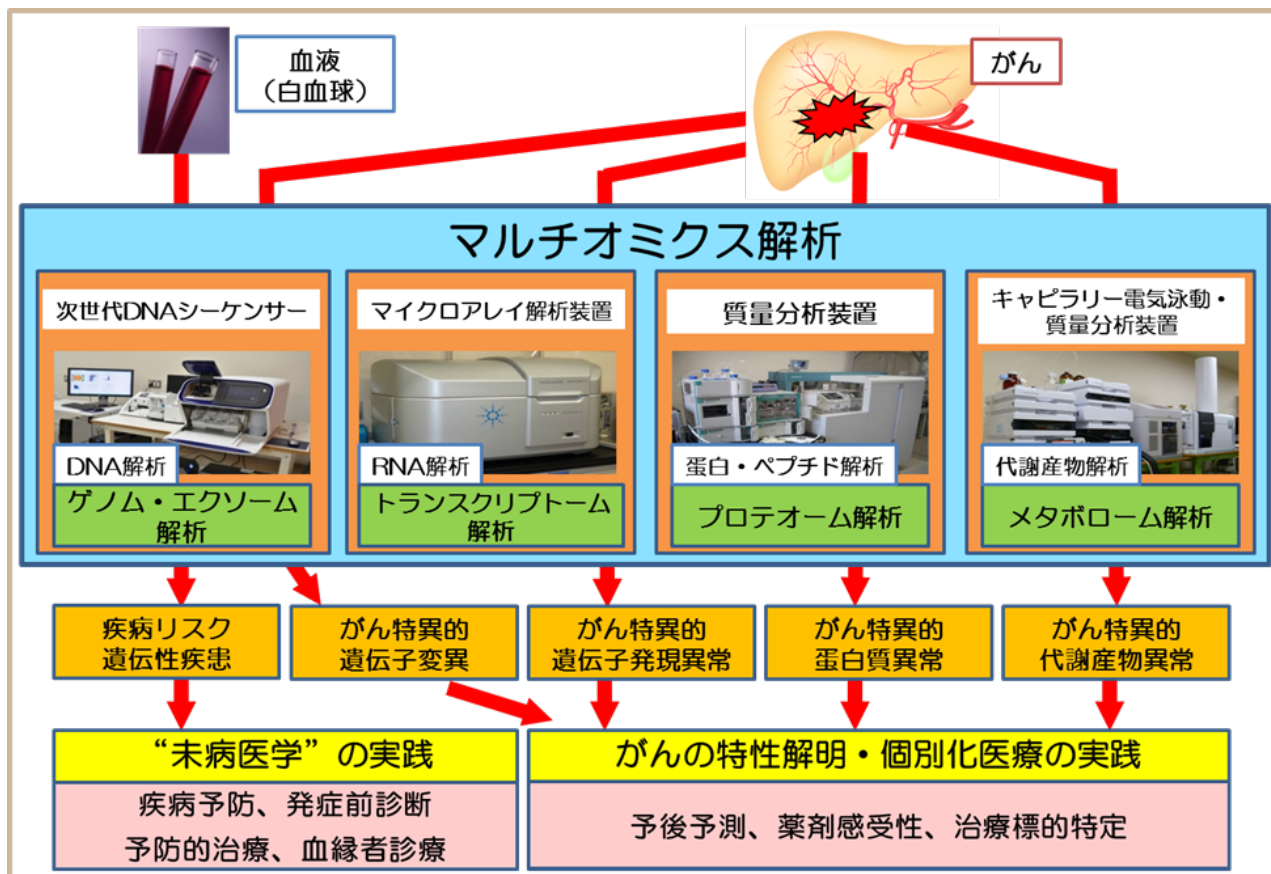 血液
（白血球）
がん
マルチオミクス解析
次世代DNAシーケンサー
DNA解析
ゲノム・エクソーム
解析
マイクロアレイ解析装置
RNA解析
トランスクリプトーム
解析
質量分析装置
蛋白・ペプチド解析
プロテオーム解析
キャピラリー電気泳動・
質量分析装置
代謝産物解析
メタボローム解析
疾病リスク
遺伝性疾患
がん特異的
遺伝子変異
がん特異的
遺伝子発現異常
がん特異的
蛋白質異常
がん特異的
代謝産物異常
“未病医学”の実践
疾病予防、発症前診断
予防的治療、血縁者診療
がんの特性解明・個別化医療の実践
予後予測、薬剤感受性、治療標的特定